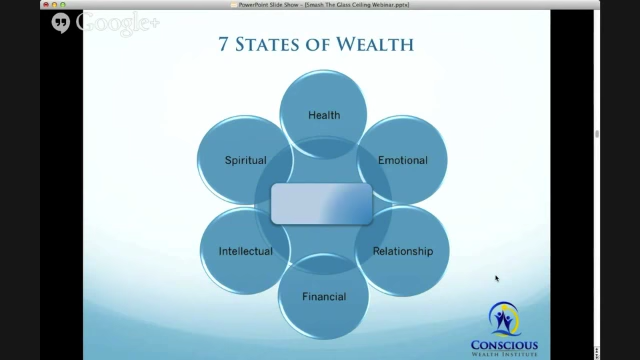 PowerPoint Slide Show - [Smash The Glass Ceiling Webinar.pptx]
Google+
7 STATES OF WEALTH
Health
Spiritual
Emotional
Intellectual
Relationship
Financial
CONSCIOUS
WEALTH INSTITUTE